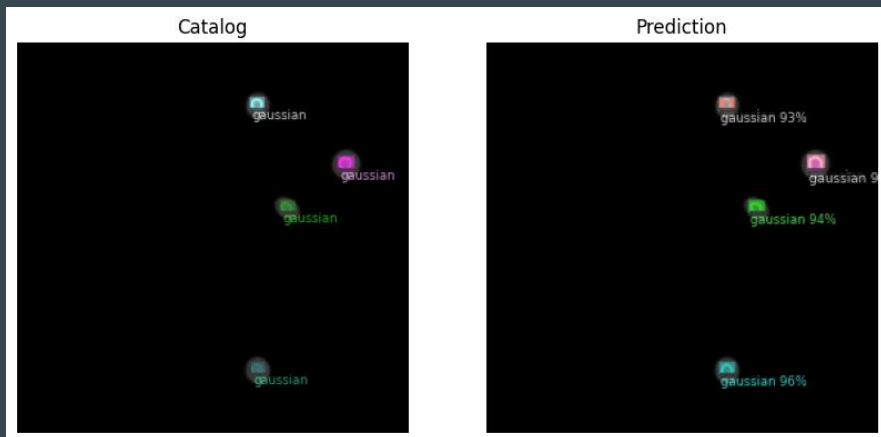 Catalog
gaussian
gaussian
gaussian
gaussian
Prediction
gaussian 93%
gaussian 9
gaussian 94%
gaussian 96%